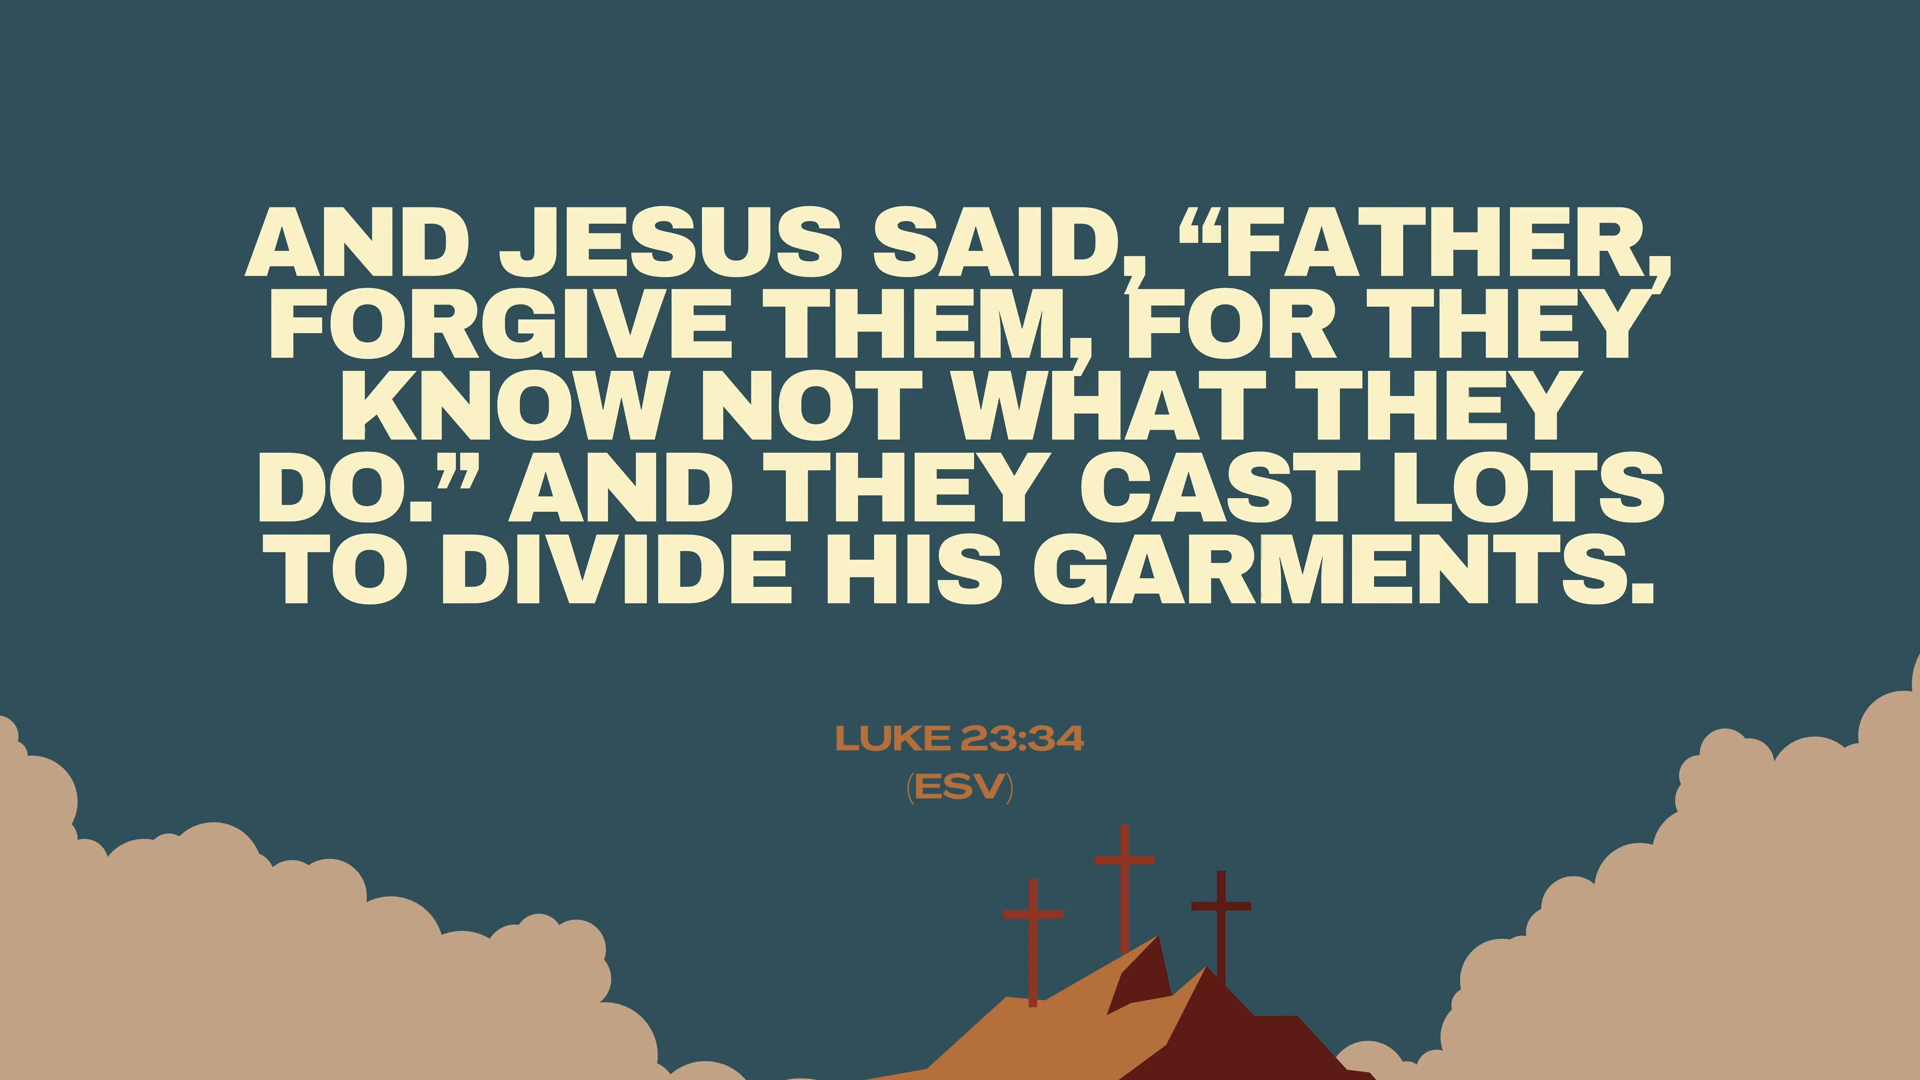 AND JESUS SAID, “FATHER,
FORGIVE THEM, FOR THEY
KNOW NOT WHAT THEY
DO.” AND THEY CAST LOTS
TO DIVIDE HIS GARMENTS.
LUKE 23:34
(ESV)